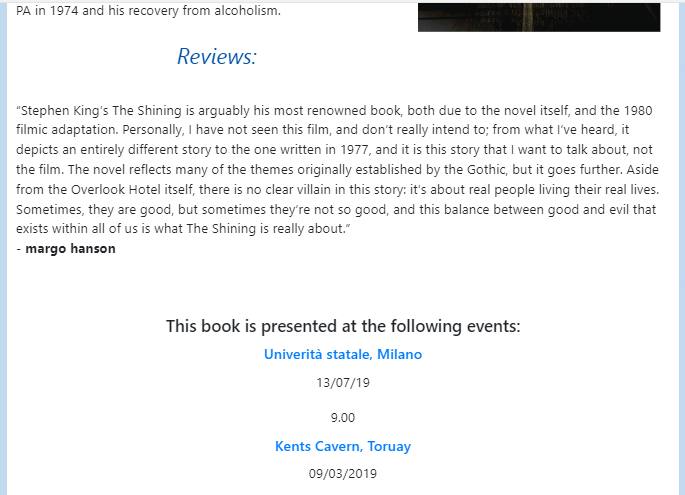 PA in 1974 and his recovery from alcoholism.
Reviews:
“Stephen King’s The Shining is arguably his most renowned book, both due to the novel itself, and the 1980
filmic adaptation. Personally, I have not seen this film, and don’t really intend to; from what I’ve heard, it
depicts an entirely different story to the one written in 1977, and it is this story that I want to talk about, not
the film. The novel reflects many of the themes originally established by the Gothic, but it goes further. Aside
from the Overlook Hotel itself, there is no clear villain in this story: it’s about real people living their real lives.
Sometimes, they are good, but sometimes they’re not so good, and this balance between good and evil that
exists within all of us is what The Shining is really about.”
- margo hanson
This book is presented at the following events:
Univerità statale, Milano
13/07/19
9.00
Kents Cavern, Toruay
09/03/2019